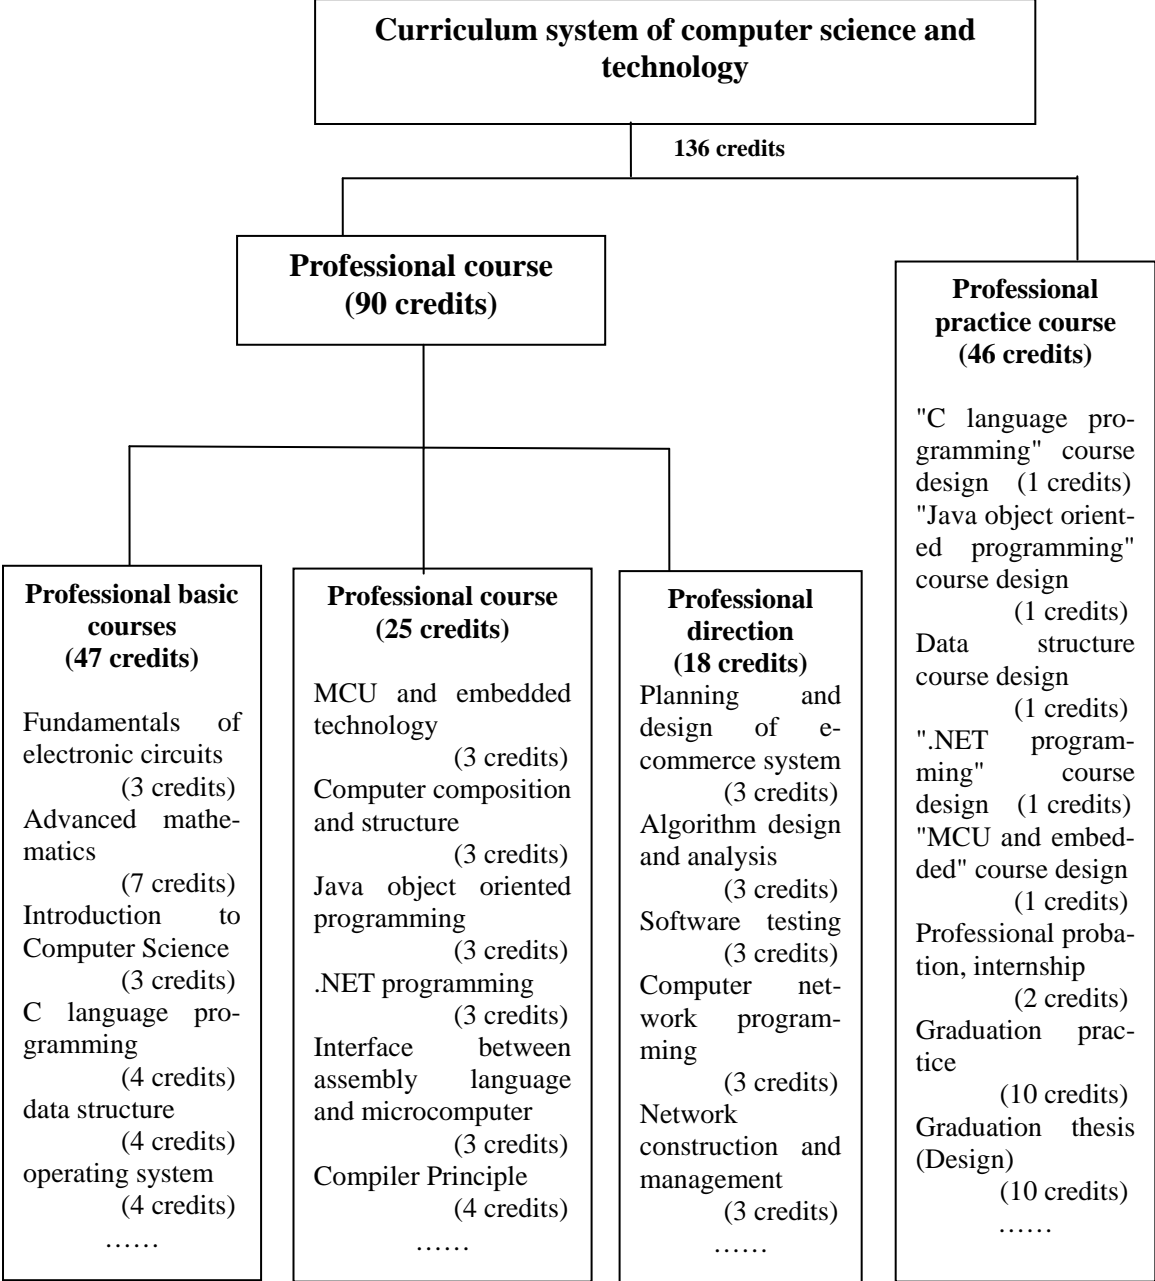 Curriculum system of computer science and
technology
136 credits
Professional course
(90 credits)
Professional basic
courses
(47 credits)
Fundamentals of
electronic circuits
(3 credits)
Advanced mathe-
matics
(7 credits)
Introduction to
Computer Science
(3 credits)
C language pro-
gramming
(4 credits)
data structure
(4 credits)
operating system
(4 credits)
……
Professional course
(25 credits)
MCU and embedded
technology
(3 credits)
Computer composition
and structure
(3 credits)
Java object oriented
programming
(3 credits)
.NET programming
(3 credits)
Interface between
assembly language
and microcomputer
(3 credits)
Compiler Principle
(4 credits)
……
Professional
direction
(18 credits)
Planning and
design of e-
commerce system
(3 credits)
Algorithm design
and analysis
(3 credits)
Software testing
(3 credits)
Computer net-
work program-
ming
(3 credits)
Network
construction and
management
(3 credits)
……
Professional
practice course
(46 credits)
"C language pro-
gramming" course
design (1 credits)
"Java object orient-
ed programming"
course design
(1 credits)
Data structure
course design
(1 credits)
".NET program-
ming" course
design (1 credits)
"MCU and embed-
ded" course design
(1 credits)
Professional proba-
tion, internship
(2 credits)
Graduation prac-
tice
(10 credits)
Graduation thesis
(Design)
(10 credits)
……